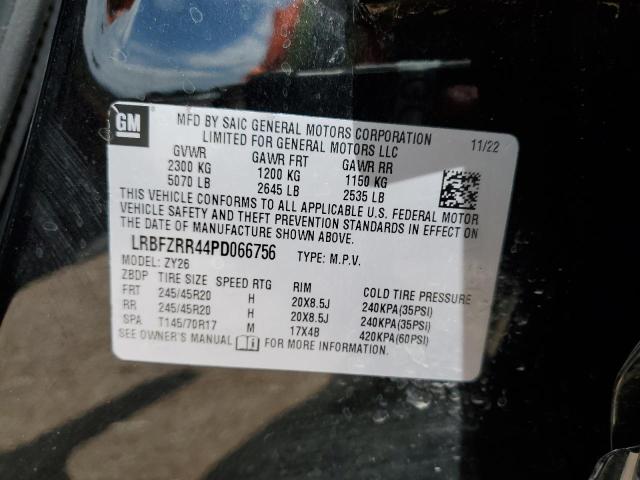 GM
MFD BY SAIC GENERAL MOTORS CORPORATION
LIMITED FOR GENERAL MOTORS LLC 11/22
GVWR GAWR FRT GAWR RR
2300 KG 1200 KG 1150 KG
5070 LB 2645 LB 2535 LB
THIS VEHICLE CONFORMS TO ALL APPLICABLE U.S. FEDERAL MOTOR
VEHICLE SAFETY AND THEFT PREVENTION STANDARDS IN EFFECT ON
THE DATE OF MANUFACTURE SHOWN ABOVE.
LRBFZRR44PD066756 TYPE: M.P.V.
MODEL: ZY26
ZBDP TIRE SIZE SPEED RTG RIM COLD TIRE PRESSURE
FRT 245/45R20 H 20X8.5J 240KPA(35PSI)
RR 245/45R20 H 20X8.5J 240KPA(35PSI)
SPA T145/70R17 M 17X4B 420KPA(60PSI)
SEE OWNER'S MANUAL FOR MORE INFORMATION.